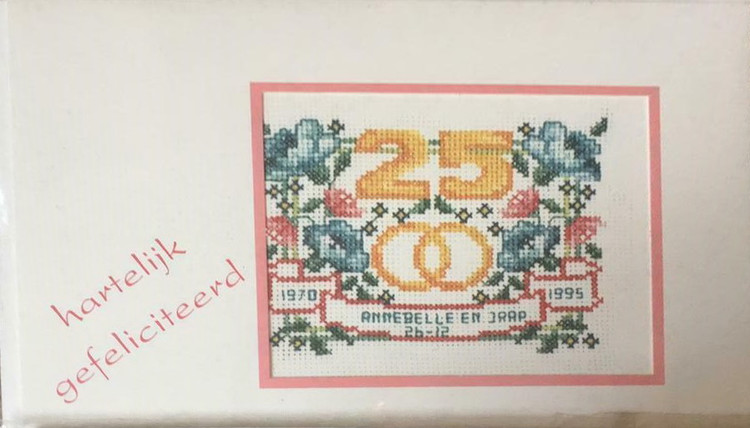 hartelijk
gefeliciteerd
25
1970
1995
ANNEBELLE EN JAAP
26-12